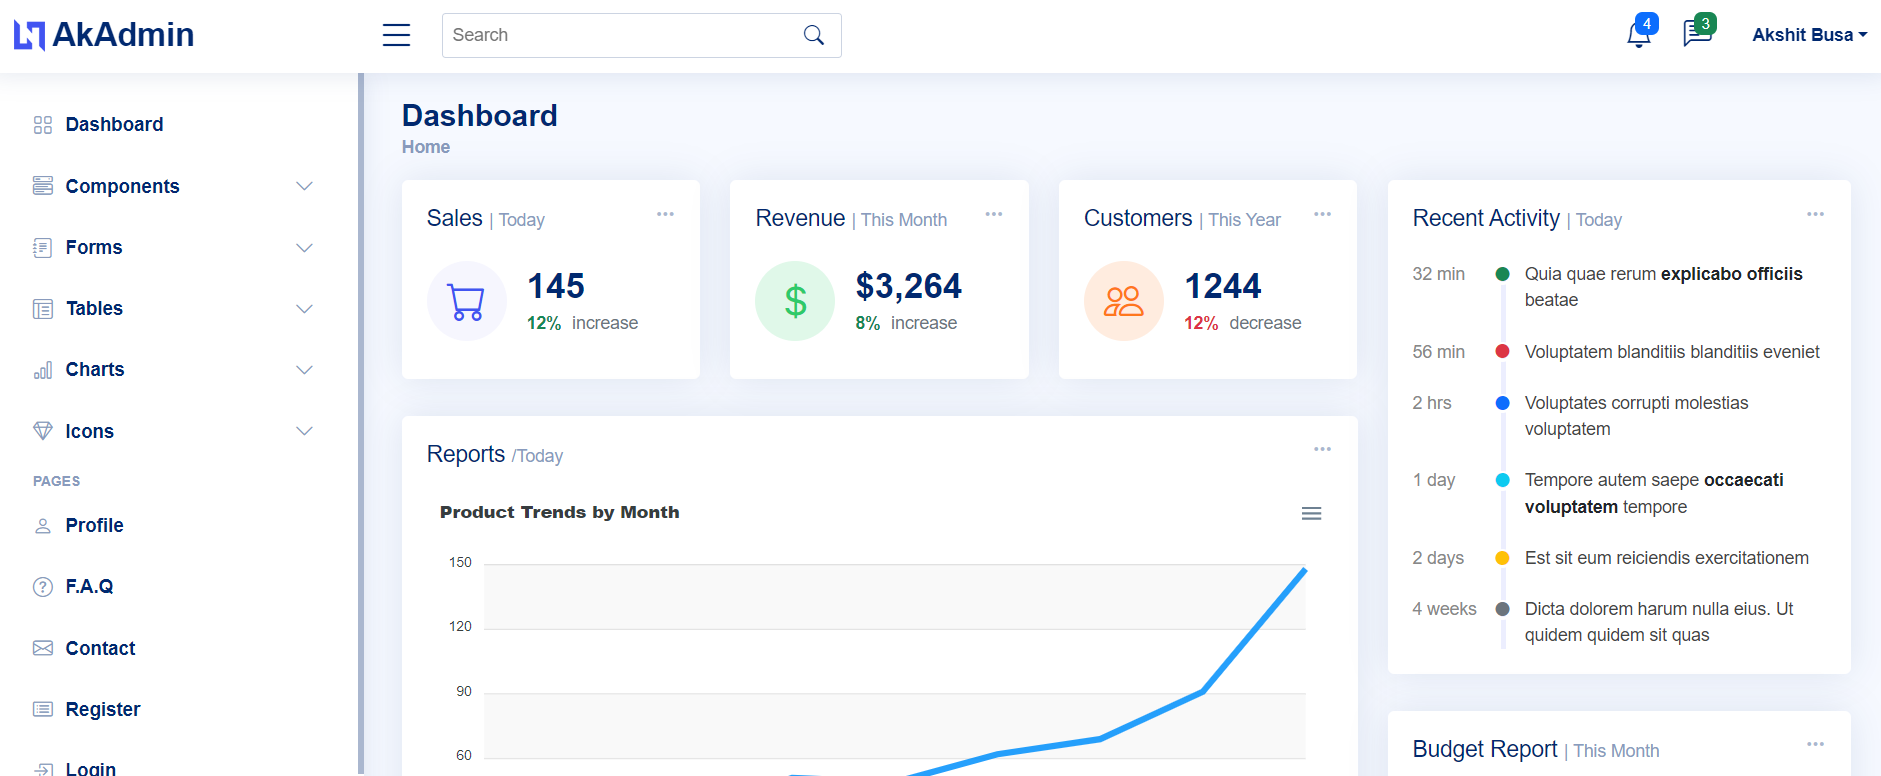 AkAdmin
Search
4
3
Akshit Busa
Dashboard
Components
Forms
Tables
Charts
Icons
PAGES
Profile
F.A.Q
Contact
Register
Login
Dashboard
Home
Sales | Today
145
12% increase
Revenue | This Month
$
$3,264
8% increase
Customers | This Year
1244
12% decrease
Reports /Today
Product Trends by Month
150
120
90
60
Recent Activity | Today
32 min Quia quae rerum explicabo officiis
beatae
56 min Voluptatem blanditiis blanditiis eveniet
2 hrs Voluptates corrupti molestias
voluptatem
1 day Tempore autem saepe occaecati
voluptatem tempore
2 days Est sit eum reiciendis exercitationem
4 weeks Dicta dolorem harum nulla eius. Ut
quidem quidem sit quas
Budget Report | This Month